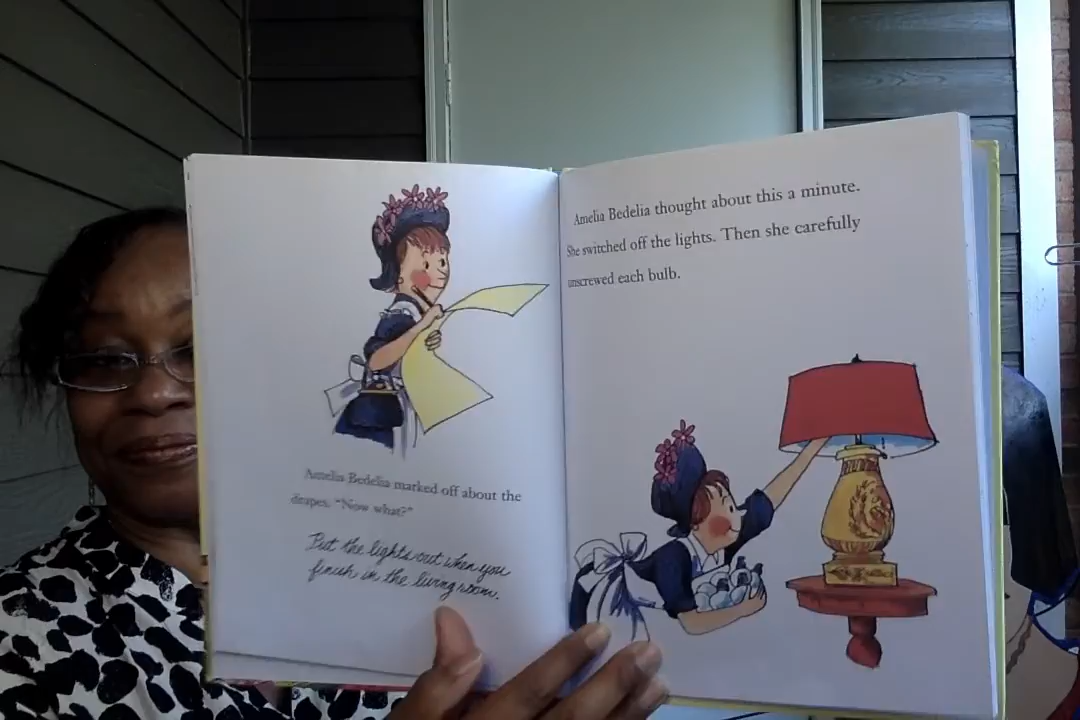 Amelia Bedelia marked off about the
drapes. "Now what?"
Put the lights out when you
finish in the living room.
Amelia Bedelia thought about this a minute.
She switched off the lights. Then she carefully
unscrewed each bulb.